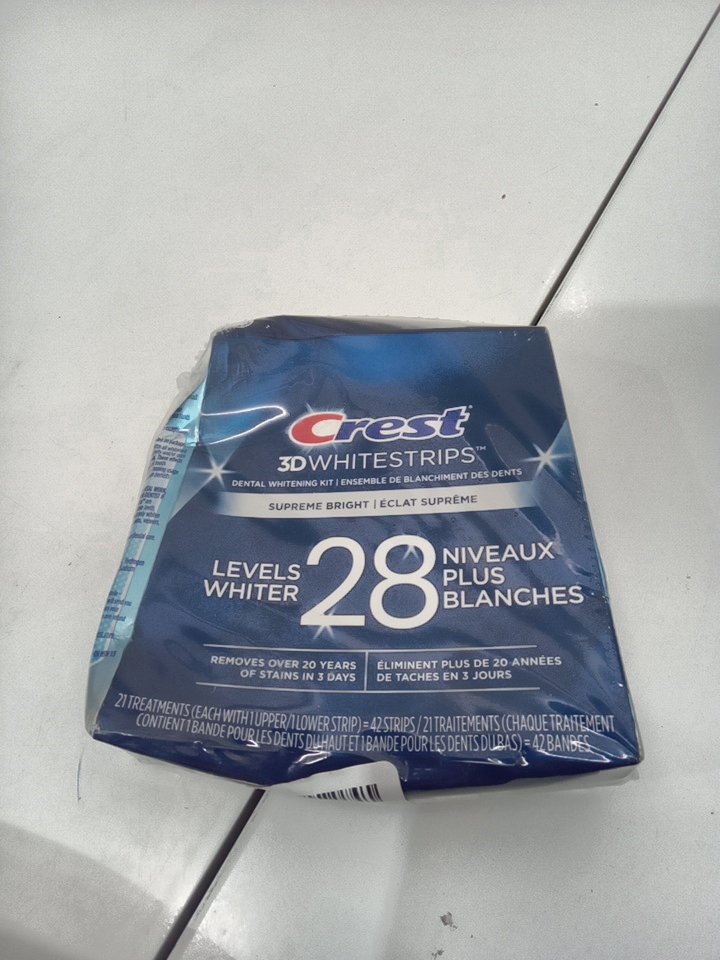 Crest
3DWHITESTRIPS™
DENTAL WHITENING KIT | ENSEMBLE DE BLANCHIMENT DES DENTS
SUPREME BRIGHT | ÉCLAT SUPRÊME
LEVELS
WHITER
28
NIVEAUX
PLUS
BLANCHES
REMOVES OVER 20 YEARS
OF STAINS IN 3 DAYS
ÉLIMINENT PLUS DE 20 ANNÉES
DE TACHES EN 3 JOURS
21 TREATMENTS (EACH WITH 1 UPPER/1 LOWER STRIP) = 42 STRIPS / 21 TRAITEMENTS (CHAQUE TRAITEMENT
CONTIENT 1 BANDE POUR LES DENTS DU HAUT ET 1 BANDE POUR LES DENTS DU BAS) = 42 BANDES